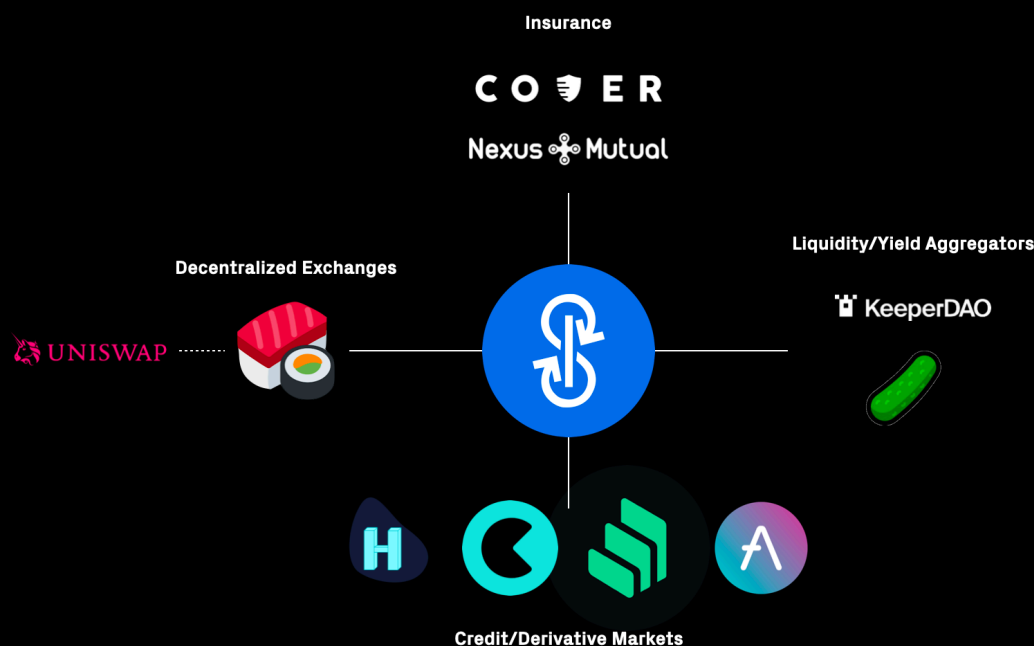 Insurance
COVER
Nexus Mutual
Liquidity/Yield Aggregators
Decentralized Exchanges
KeeperDAO
UNISWAP
H
Credit/Derivative Markets